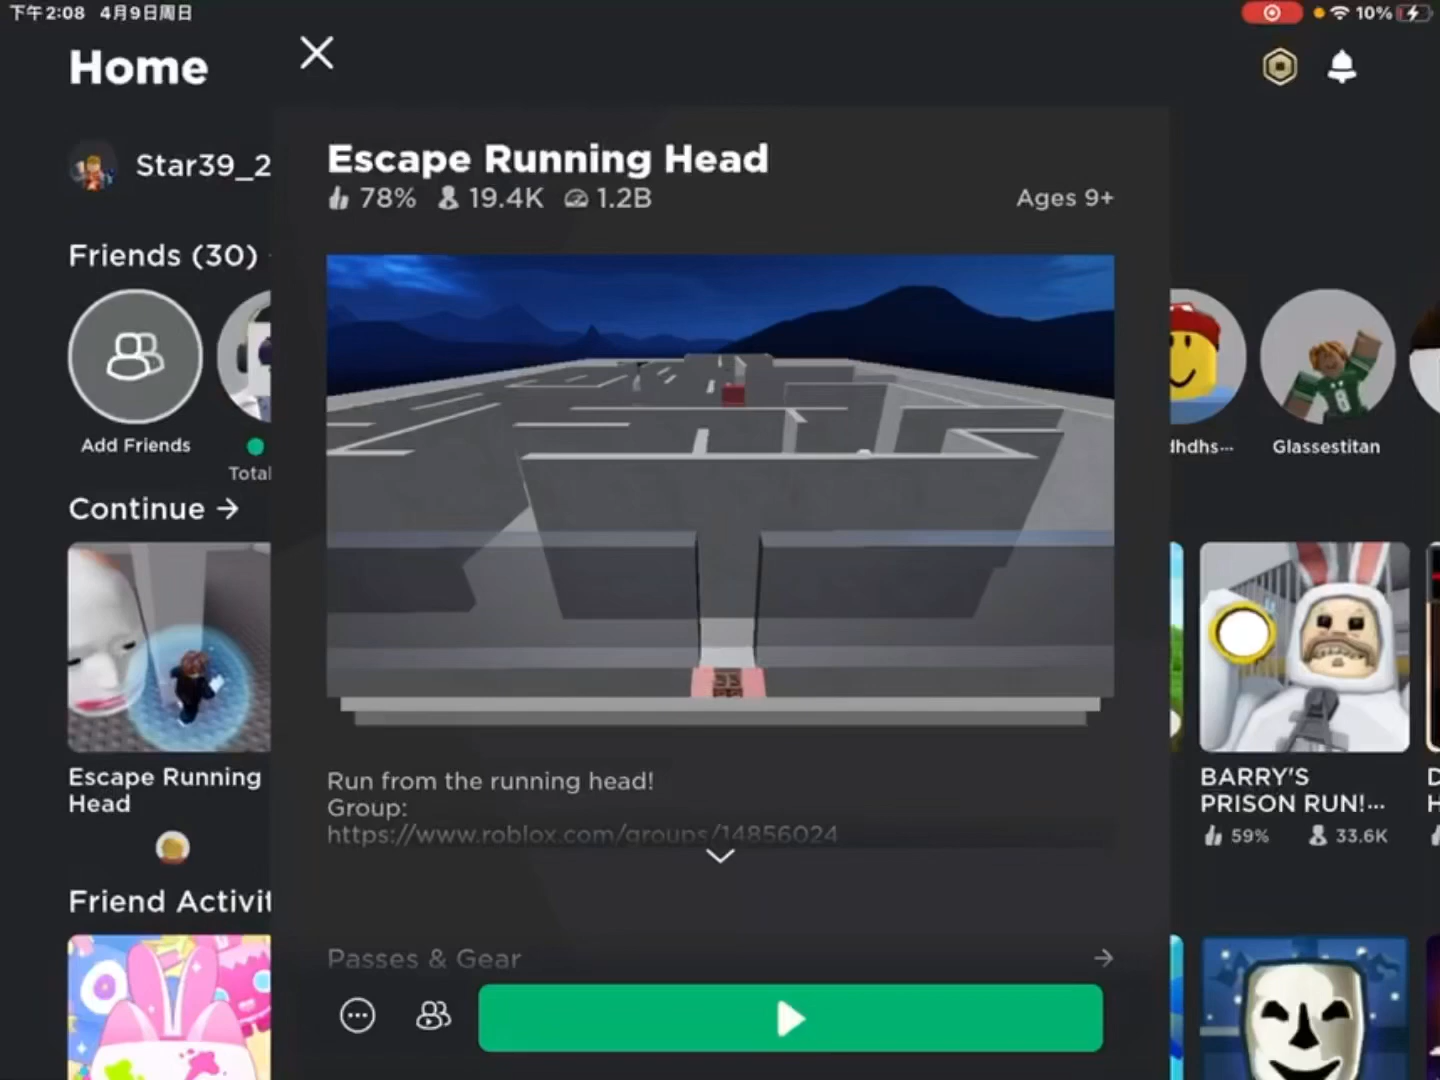 下午2:08 4月9日周日
10%
Home
Star39_2
Escape Running Head
78% 19.4K 1.2B
Ages 9+
Friends (30)
Add Friends
Total
dhdhs...
Glassestitan
Continue
Escape Running
Head
Run from the running head!
Group:
https://www.roblox.com/groups/14856024
BARRY'S
PRISON RUN!...
59% 33.6K
D
H
Friend Activit
Passes & Gear